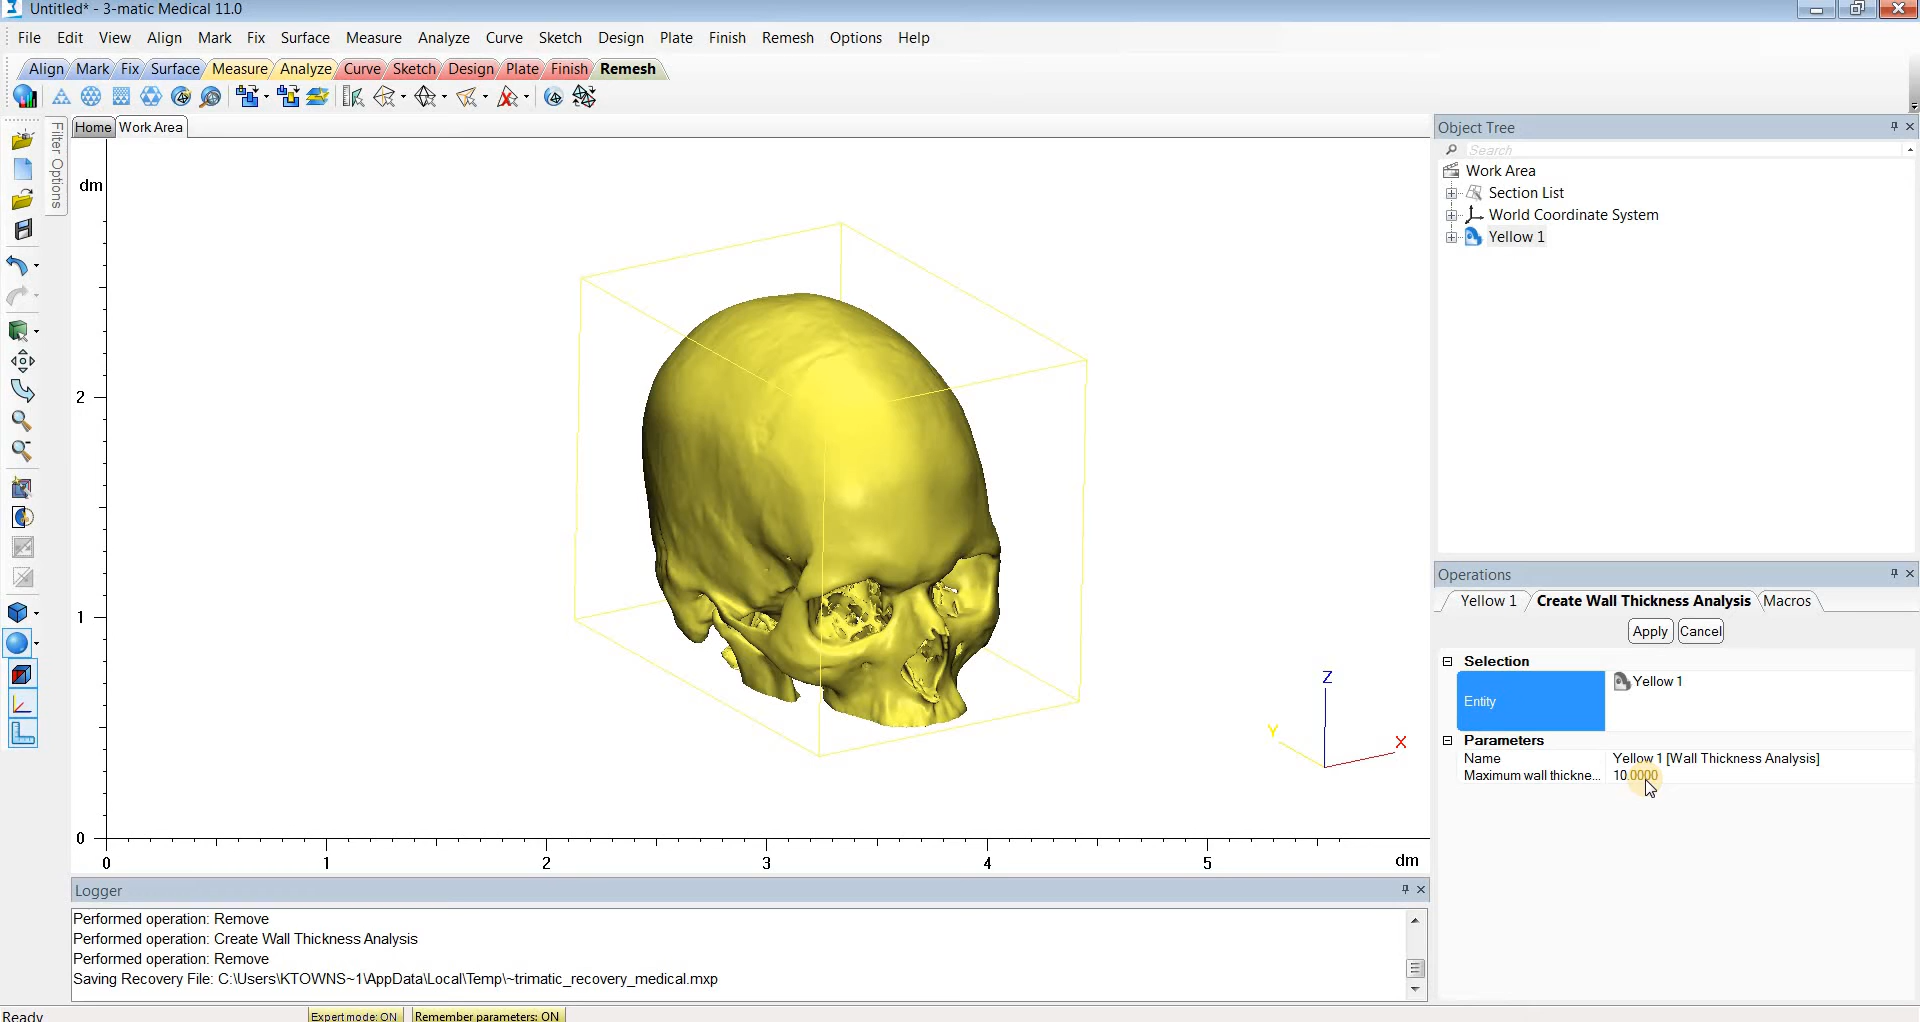 Untitled* - 3-matic Medical 11.0
File Edit View Align Mark Fix Surface Measure Analyze Curve Sketch Design Plate Finish Remesh Options Help
Align Mark Fix Surface Measure Analyze Curve Sketch Design Plate Finish Remesh
Filter Options
Home Work Area
dm
2
1
0
0 1 2 3 4 5 dm
Z
Y
X
Logger
Performed operation: Remove
Performed operation: Create Wall Thickness Analysis
Performed operation: Remove
Saving Recovery File: C:\Users\KTOWNS~1\AppData\Local\Temp\~trimatic_recovery_medical.mxp
Object Tree
Search
Work Area
Section List
World Coordinate System
Yellow 1
Operations
Yellow 1 Create Wall Thickness Analysis Macros
Apply Cancel
Selection
Entity Yellow 1
Parameters
Name Yellow 1 [Wall Thickness Analysis]
Maximum wall thickne... 10.0000
Ready Expert mode: ON Remember parameters: ON